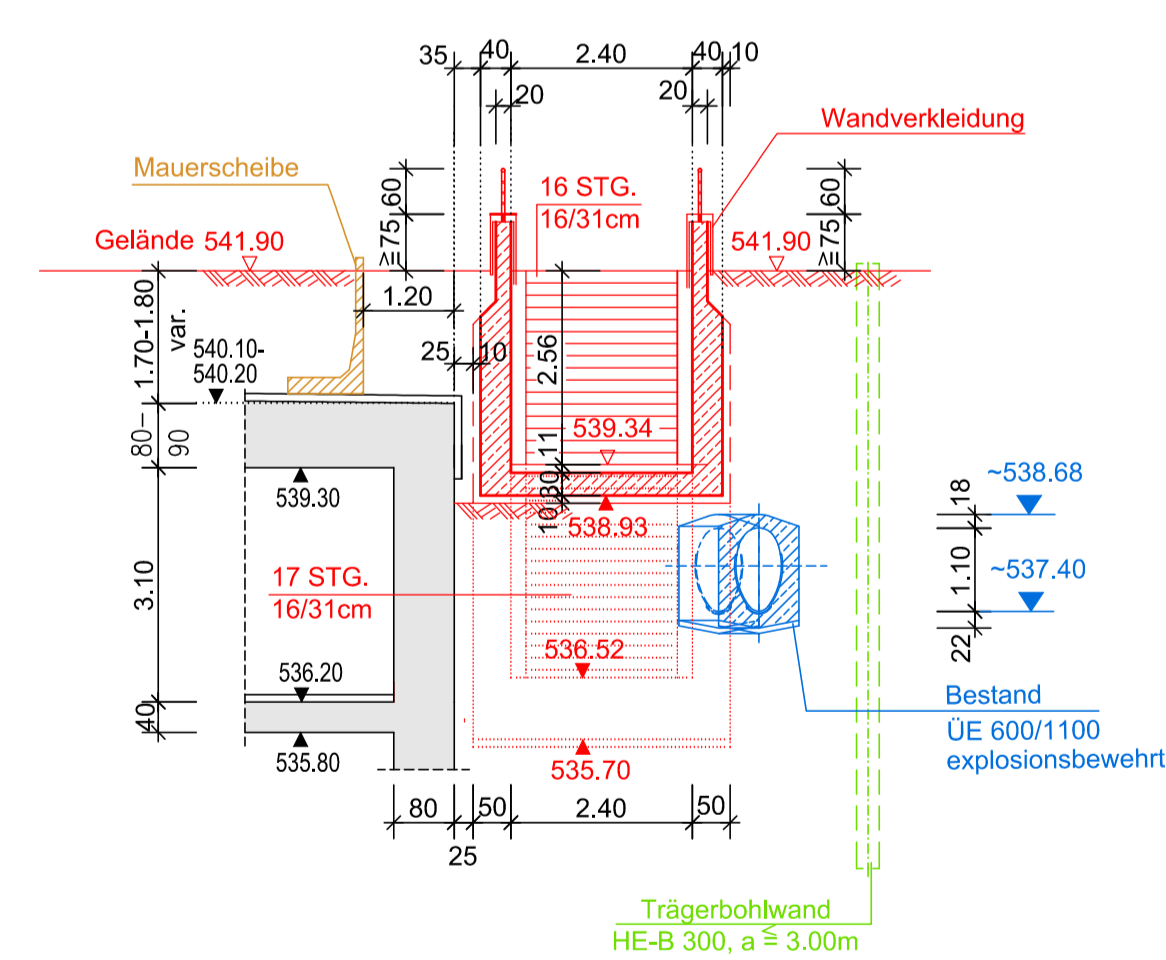 35 40 2.40 40 10
20 20
Wandverkleidung
Mauerscheibe
60
≧75
16 STG.
16/31cm
60
≧75
Gelände 541.90
541.90
1.20
1.70-1.80
var.
540.10-
540.20
25 10
2.56
80–
90
11
539.34
30
10
539.30
538.93
18
~538.68
1.10
~537.40
22
3.10
17 STG.
16/31cm
536.52
536.20
40
535.80
535.70
Bestand
ÜE 600/1100
explosionsbewehrt
80 50 2.40 50
25
Trägerbohlwand
HE-B 300, a ≦ 3.00m